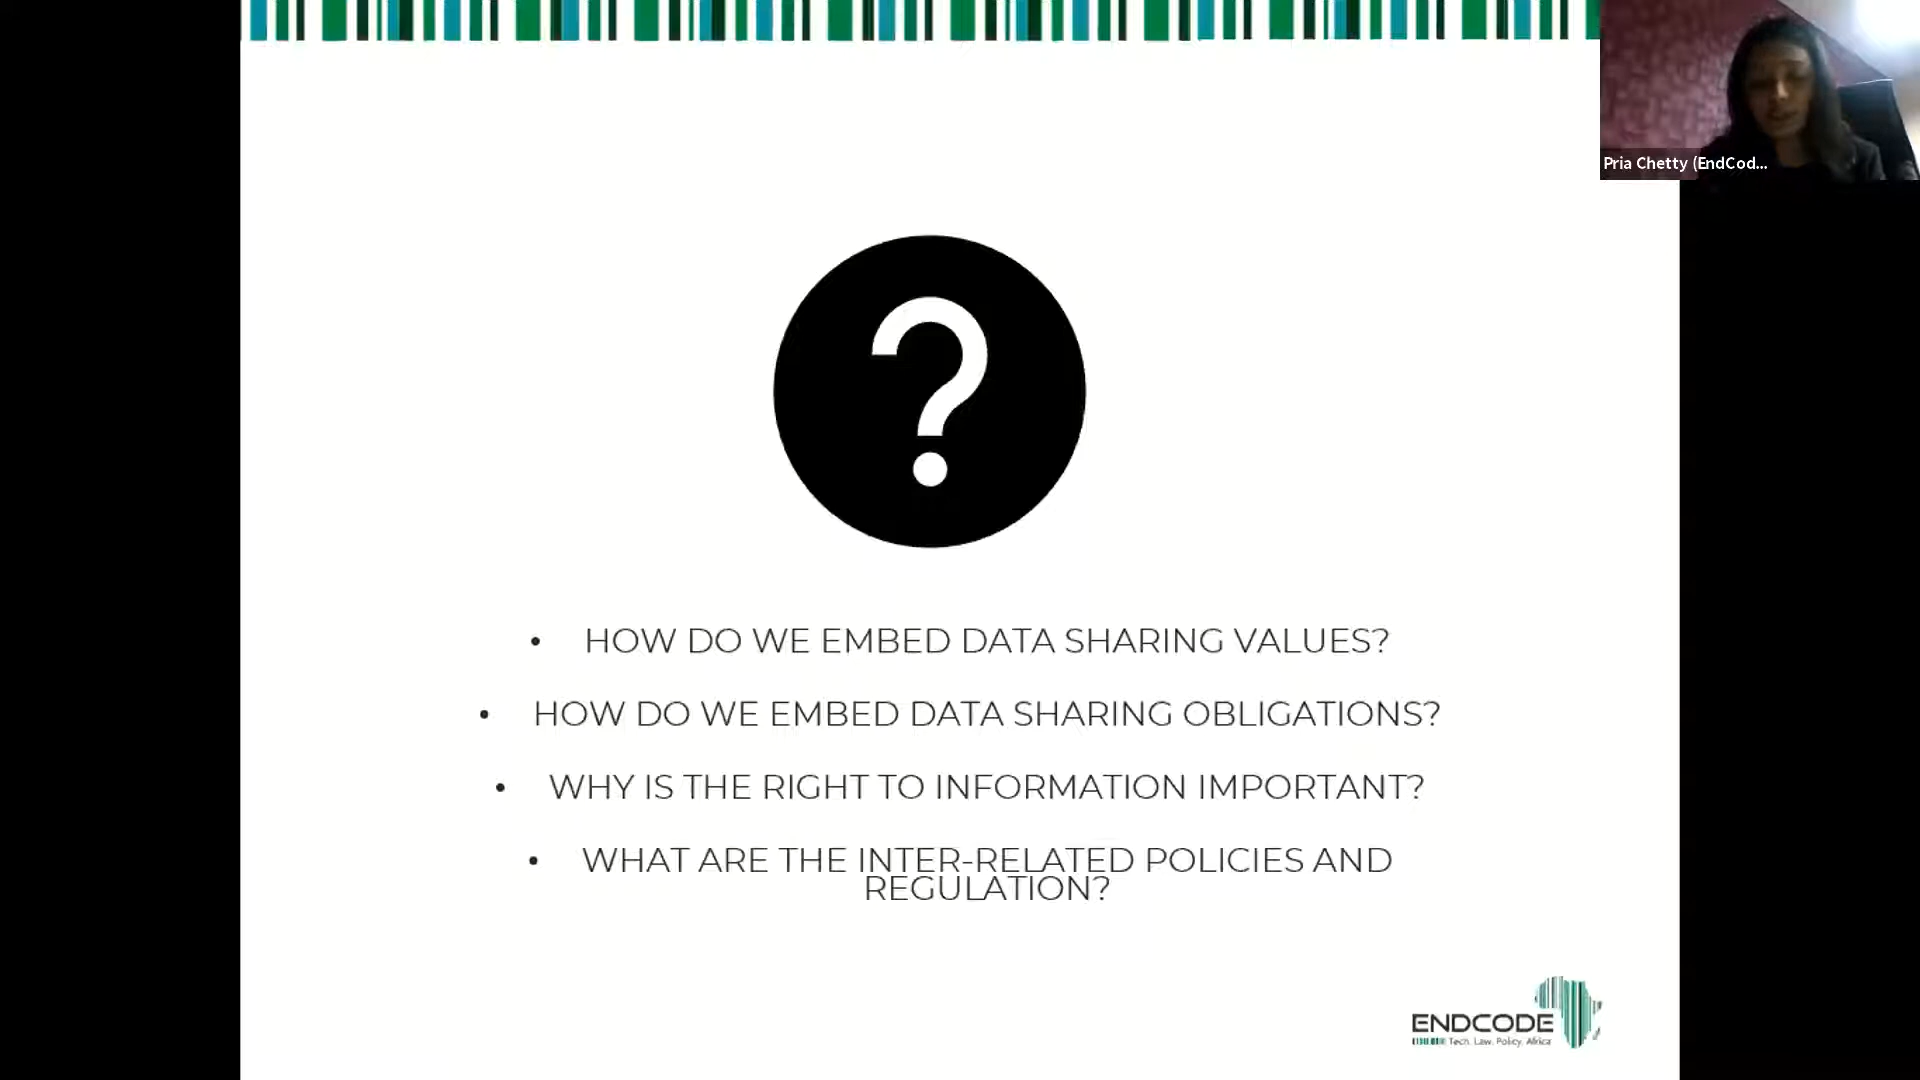 Pria Chetty (EndCod...
?
• HOW DO WE EMBED DATA SHARING VALUES?
• HOW DO WE EMBED DATA SHARING OBLIGATIONS?
• WHY IS THE RIGHT TO INFORMATION IMPORTANT?
• WHAT ARE THE INTER-RELATED POLICIES AND
REGULATION?
ENDCODE
Tech. Law. Policy. Africa